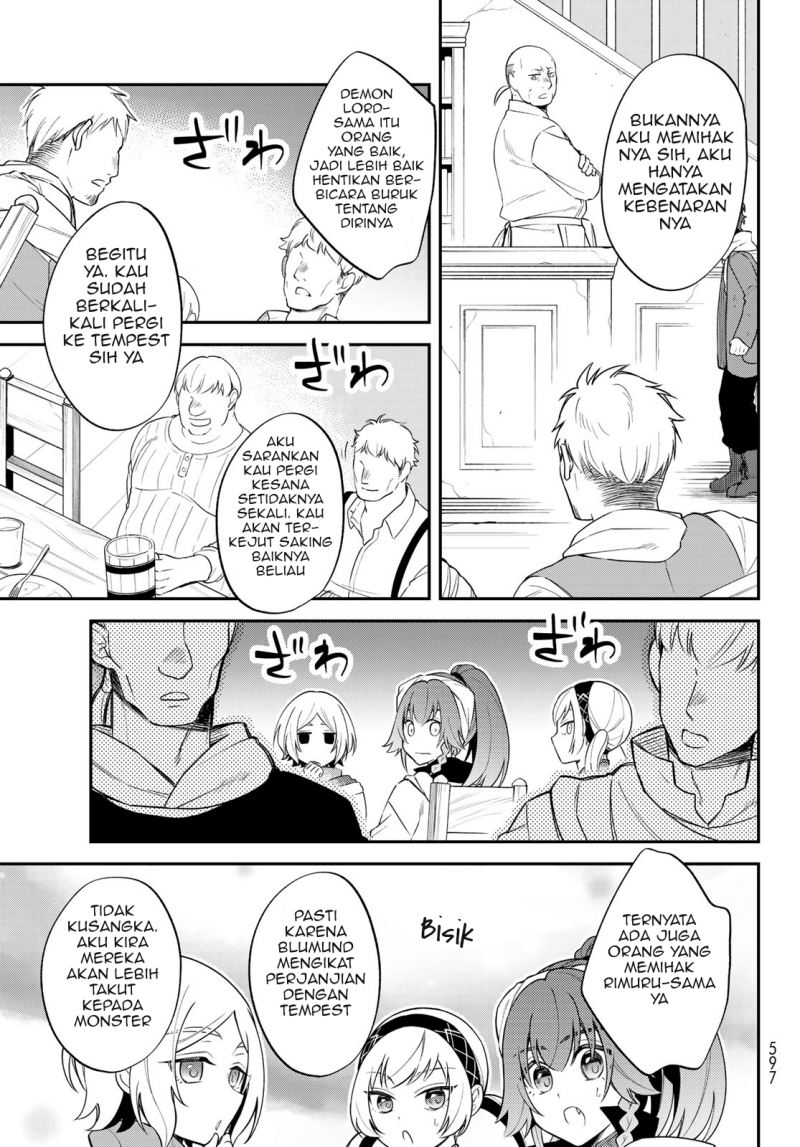 BUKANNYA
AKU MEMIHAK
NYA SIH, AKU
HANYA
MENGATAKAN
KEBENARAN
NYA
DEMON
LORD-
SAMA ITU
ORANG
YANG BAIK,
JADI LEBIH BAIK
HENTIKAN BER-
BICARA BURUK
TENTANG
DIRINYA
ざわ
BEGITU
YA. KAU
SUDAH
BERKALI-
KALI PERGI
KE TEMPEST
SIH YA
ざわ
AKU
SARANKAN
KAU PERGI
KESANA
SETIDAKNYA
SEKALI. KAU
AKAN TER-
KEJUT SAKING
BAIKNYA
BELIAU
ざわ
ざわ
TERNYATA
ADA JUGA
ORANG YANG
MEMIHAK
RIMURU-SAMA
YA
BISIK
PASTI
KARENA
BLUMUND
MENGIKAT
PERJANJIAN
DENGAN
TEMPEST
TIDAK
KUSANGKA.
AKU KIRA
MEREKA
AKAN LEBIH
TAKUT
KEPADA
MONSTER
597